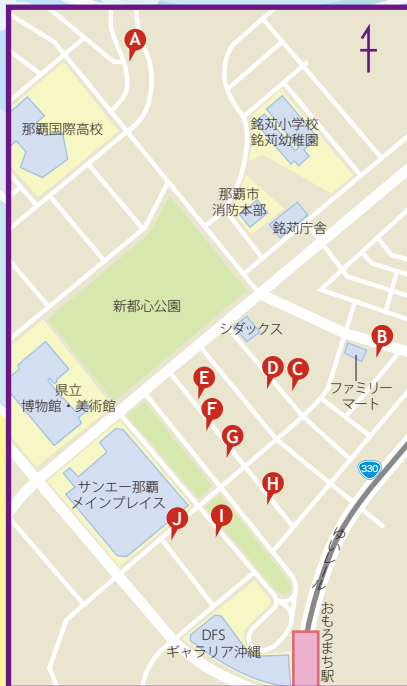 A
那覇国際高校
銘苅小学校
銘苅幼稚園
那覇市
消防本部
銘苅庁舎
新都心公園
シダックス
B
ファミリー
マート
D
C
E
県立
博物館・美術館
F
G
330
サンエー那覇
メインプレイス
H
J
I
ゆいレール
おもろまち駅
DFS
ギャラリア沖縄